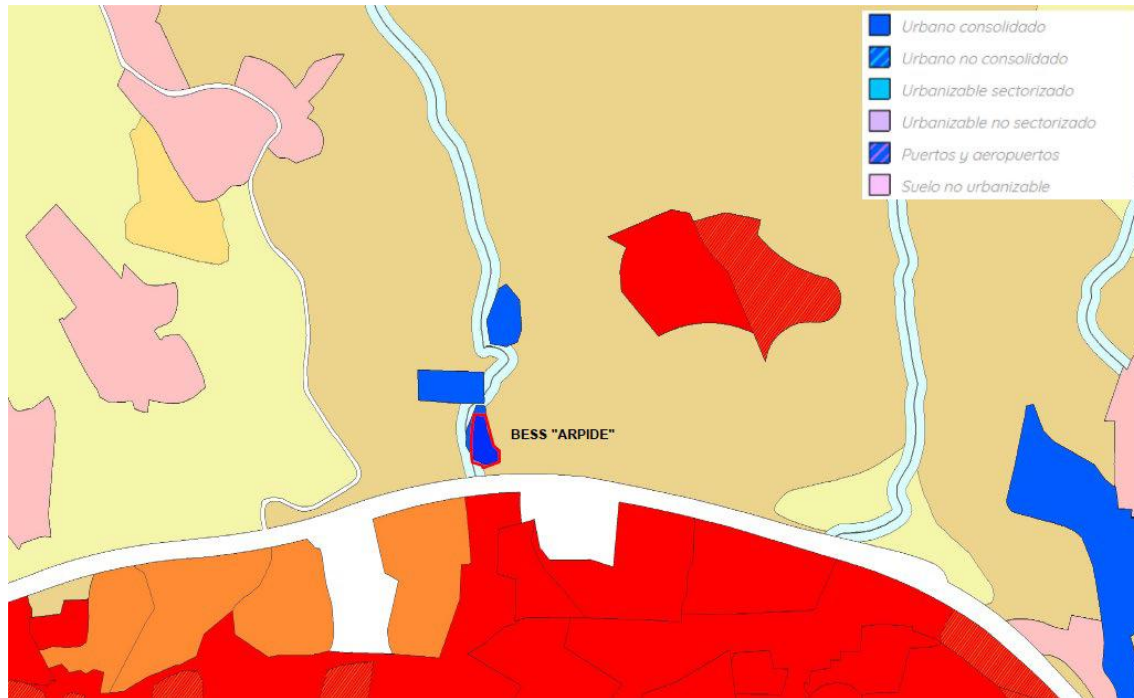 Urbano consolidado
Urbano no consolidado
Urbanizable sectorizado
Urbanizable no sectorizado
Puertos y aeropuertos
Suelo no urbanizable
BESS "ARPIDE"